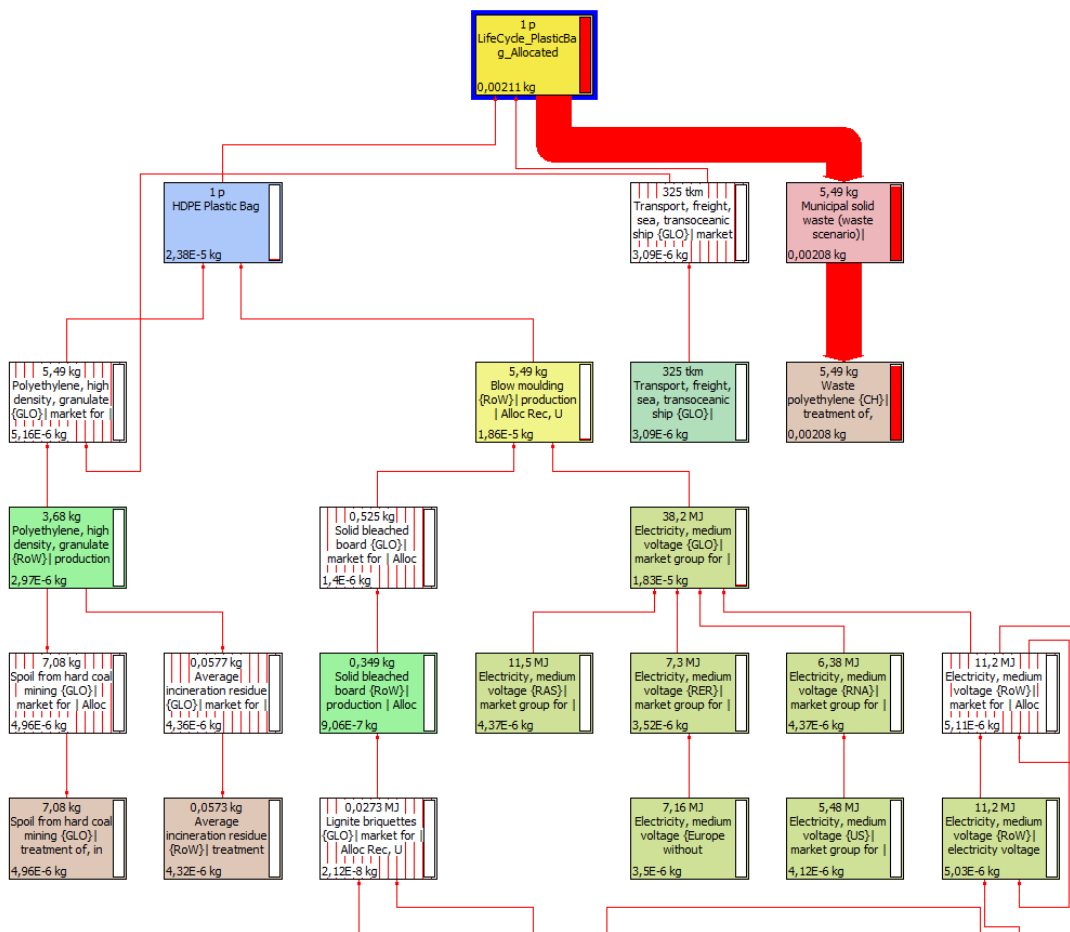 1 p
LifeCycle_PlasticBa
g_Allocated
0,00211 kg
1 p
HDPE Plastic Bag
2,38E-5 kg
325 tkm
Transport, freight,
sea, transoceanic
ship {GLO}| market
3,09E-6 kg
5,49 kg
Municipal solid
waste (waste
scenario)|
0,00208 kg
5,49 kg
Polyethylene, high
density, granulate
{GLO}| market for |
5,16E-6 kg
5,49 kg
Blow moulding
{RoW}| production
| Alloc Rec, U
1,86E-5 kg
325 tkm
Transport, freight,
sea, transoceanic
ship {GLO}|
3,09E-6 kg
5,49 kg
Waste
polyethylene {CH}|
treatment of,
0,00208 kg
3,68 kg
Polyethylene, high
density, granulate
{RoW}| production
2,97E-6 kg
0,525 kg
Solid bleached
board {GLO}|
market for | Alloc
1,4E-6 kg
38,2 MJ
Electricity, medium
voltage {GLO}|
market group for |
1,83E-5 kg
7,08 kg
Spoil from hard coal
mining {GLO}|
market for | Alloc
4,96E-6 kg
0,0577 kg
Average
incineration residue
{GLO}| market for |
4,36E-6 kg
0,349 kg
Solid bleached
board {RoW}|
production | Alloc
9,06E-7 kg
11,5 MJ
Electricity, medium
voltage {RAS}|
market group for |
4,37E-6 kg
7,3 MJ
Electricity, medium
voltage {RER}|
market group for |
3,52E-6 kg
6,38 MJ
Electricity, medium
voltage {RNA}|
market group for |
4,37E-6 kg
11,2 MJ
Electricity, medium
voltage {RoW}|
market for | Alloc
5,11E-6 kg
7,08 kg
Spoil from hard coal
mining {GLO}|
treatment of, in
4,96E-6 kg
0,0573 kg
Average
incineration residue
{RoW}| treatment
4,32E-6 kg
0,0273 MJ
Lignite briquettes
{GLO}| market for |
Alloc Rec, U
2,12E-8 kg
7,16 MJ
Electricity, medium
voltage {Europe
without
3,5E-6 kg
5,48 MJ
Electricity, medium
voltage {US}|
market group for |
4,12E-6 kg
11,2 MJ
Electricity, medium
voltage {RoW}|
electricity voltage
5,03E-6 kg